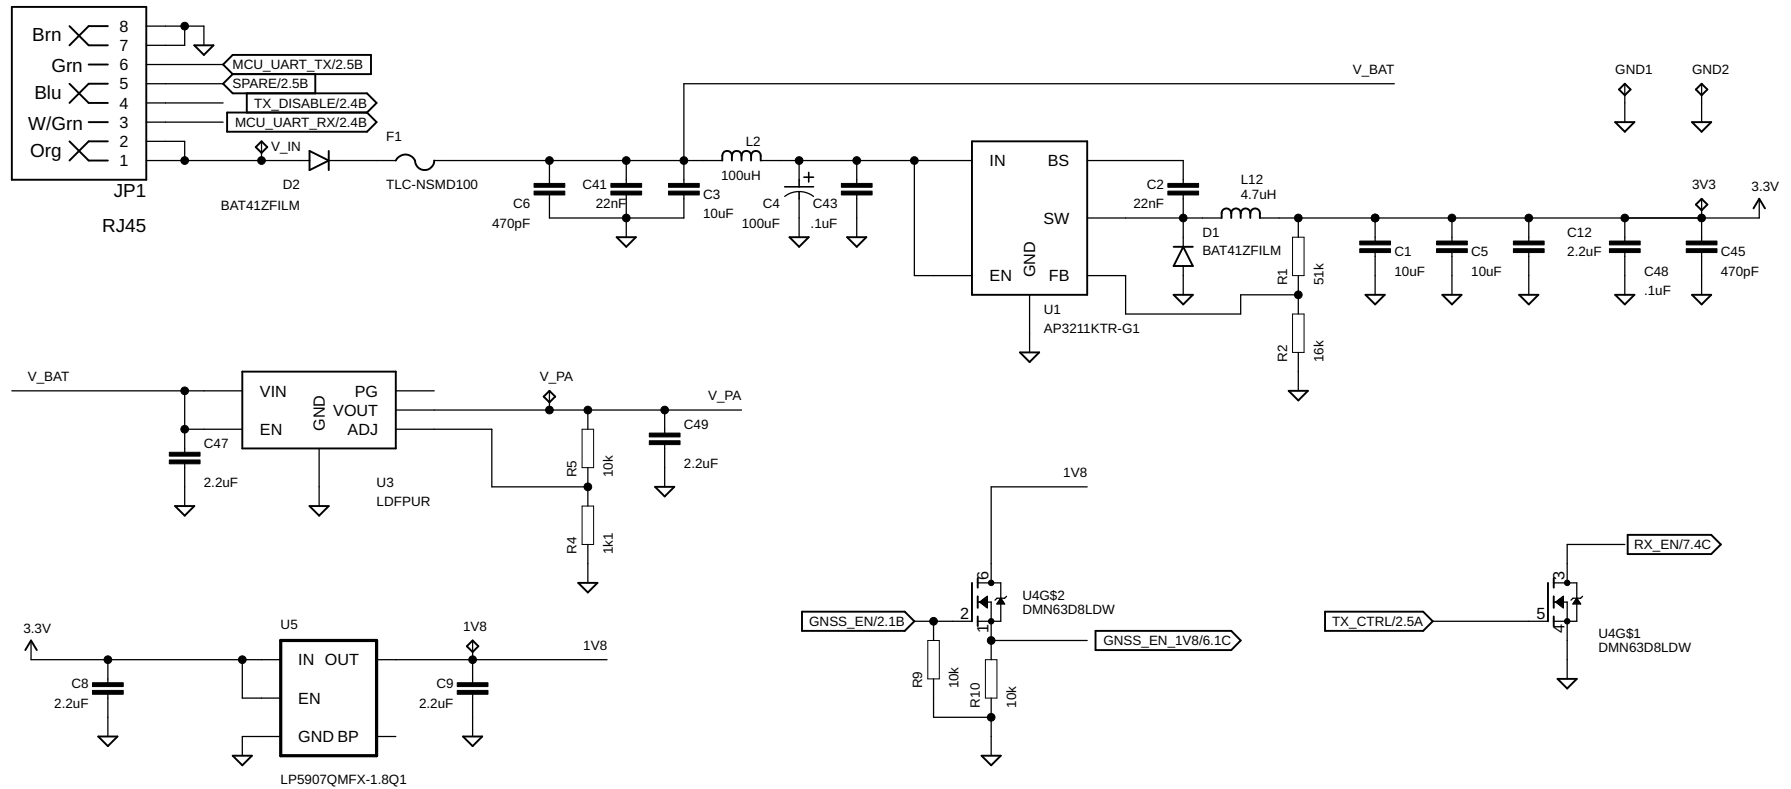 Brn
8
7
Grn
6
MCU_UART_TX/2.5B
Blu
5
SPARE/2.5B
4
TX_DISABLE/2.4B
W/Grn
3
MCU_UART_RX/2.4B
Org
2
1
JP1
RJ45
V_IN
D2
BAT41ZFILM
F1
TLC-NSMD100
C6
470pF
C41
22nF
C3
10uF
L2
100uH
C4
100uF
+
C43
.1uF
V_BAT
IN
BS
SW
EN
GND
FB
U1
AP3211KTR-G1
C2
22nF
L12
4.7uH
D1
BAT41ZFILM
R1
51k
R2
16k
C1
10uF
C5
10uF
C12
2.2uF
C48
.1uF
C45
470pF
3V3
3.3V
GND1
GND2
V_BAT
VIN
PG
GND
VOUT
EN
ADJ
C47
2.2uF
U3
LDFPUR
V_PA
V_PA
R5
10k
R4
1k1
C49
2.2uF
3.3V
C8
2.2uF
U5
IN OUT
EN
GND BP
LP5907QMFX-1.8Q1
1V8
1V8
C9
2.2uF
1V8
GNSS_EN/2.1B
2
6
1
U4G$2
DMN63D8LDW
GNSS_EN_1V8/6.1C
R9
10k
R10
10k
RX_EN/7.4C
TX_CTRL/2.5A
5
3
4
U4G$1
DMN63D8LDW